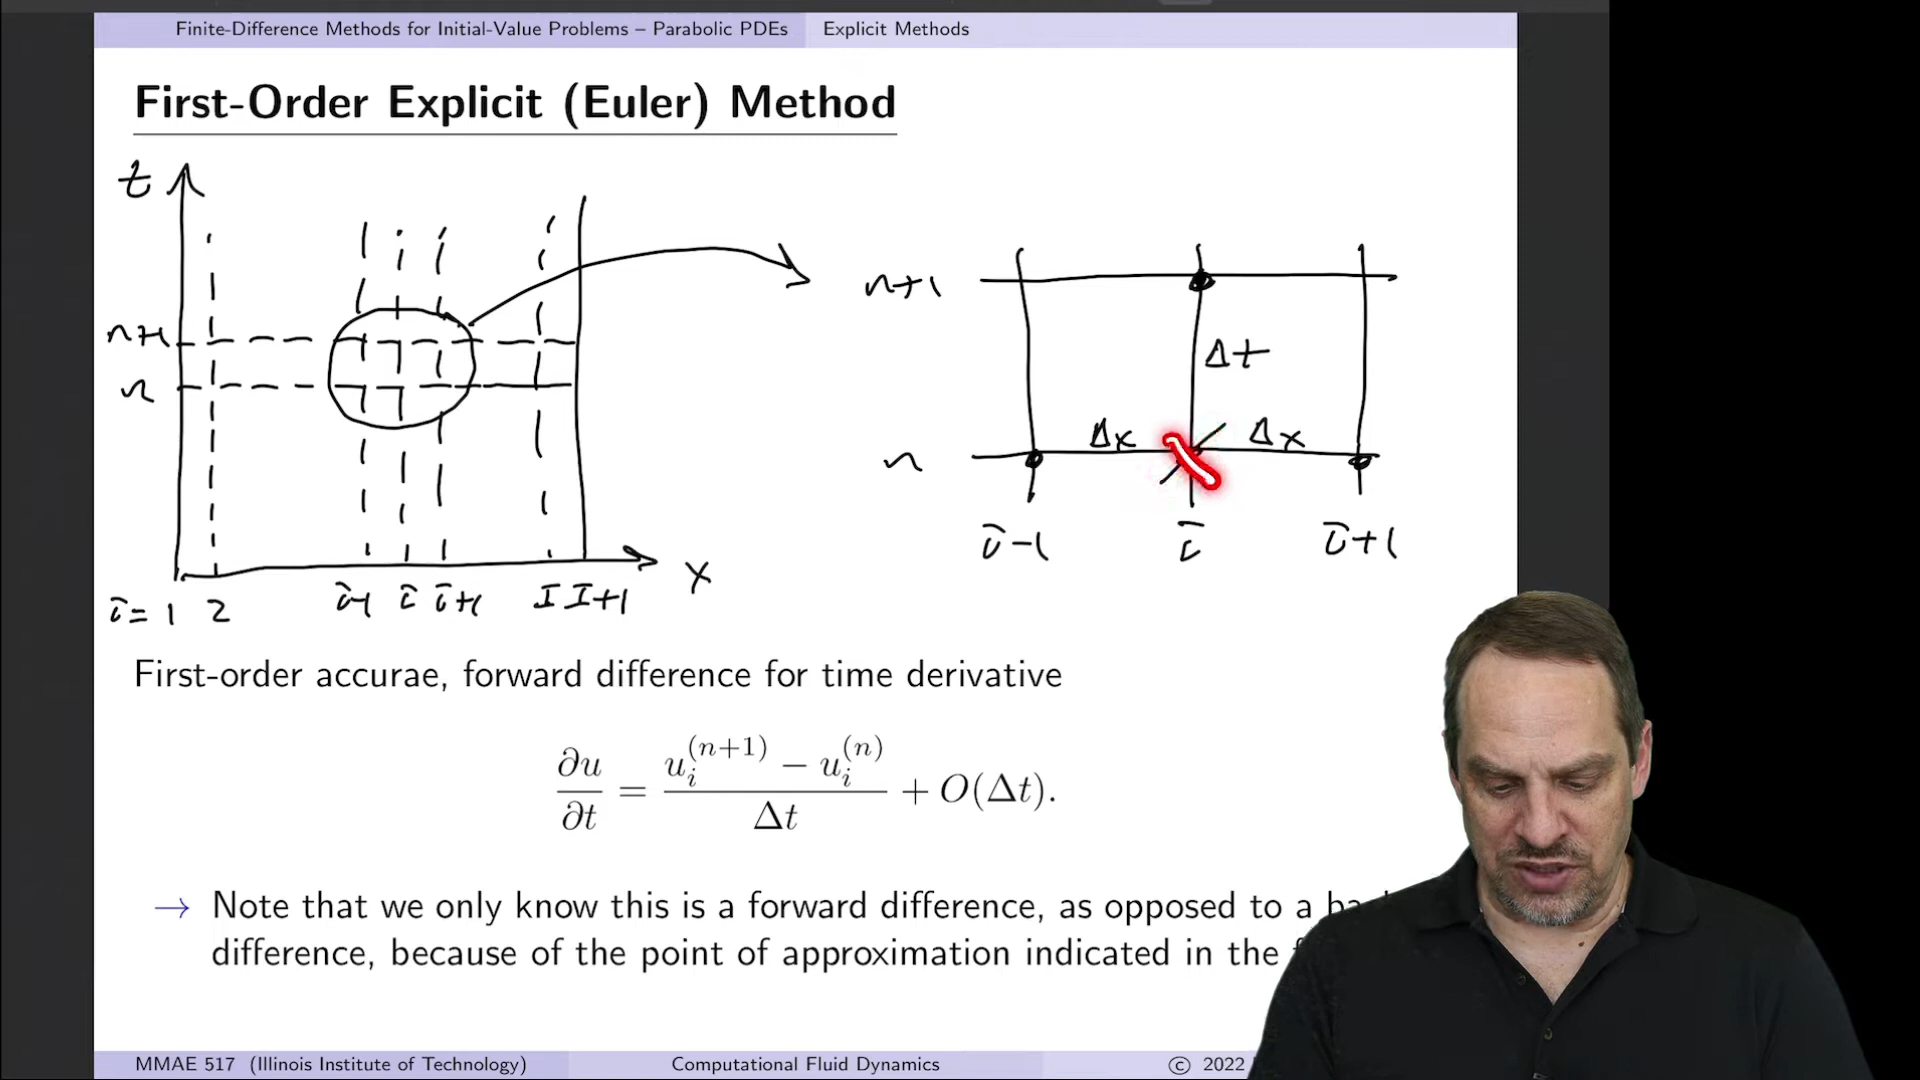 Finite-Difference Methods for Initial-Value Problems – Parabolic PDEs Explicit Methods
First-Order Explicit (Euler) Method
t
n+1
n
i= 1 2 i-1 i i+1 I I+1 x
n+1
Δt
Δx Δx
n
i-1 i i+1
First-order accurae, forward difference for time derivative
∂u/∂t = (u_i^(n+1) − u_i^(n))/Δt + O(Δt).
→ Note that we only know this is a forward difference, as opposed to a
difference, because of the point of approximation indicated in the
MMAE 517 (Illinois Institute of Technology) Computational Fluid Dynamics © 2022